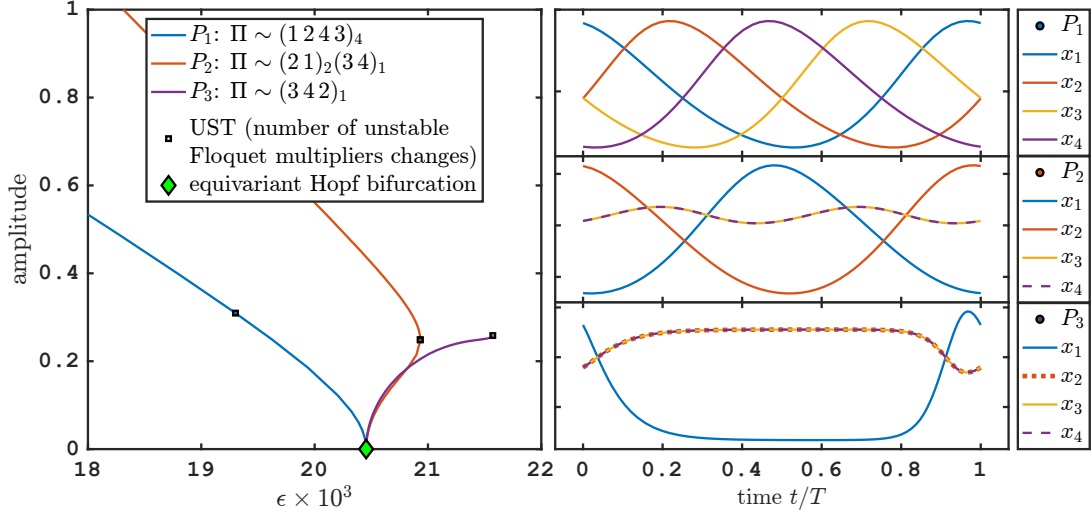 amplitude
1
0.8
0.6
0.4
0.2
0
18
19
20
21
22
ϵ × 10³
P₁: Π ∼ (1 2 4 3)₄
P₂: Π ∼ (2 1)₂(3 4)₁
P₃: Π ∼ (3 4 2)₁
UST (number of unstable
Floquet multipliers changes)
equivariant Hopf bifurcation
P₁
x₁
x₂
x₃
x₄
P₂
x₁
x₂
x₃
x₄
P₃
x₁
x₂
x₃
x₄
0
0.2
0.4
0.6
0.8
1
time t/T